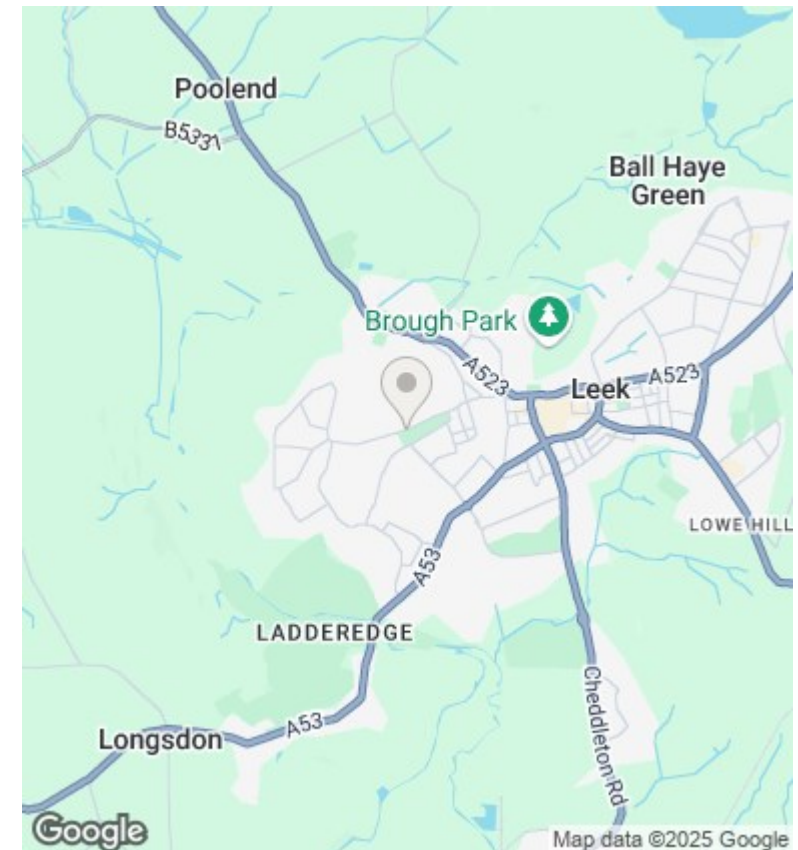 Poolend
B5331
Ball Haye
Green
Brough Park
A523
Leek
A523
LOWE HILL
A53
LADDEREDGE
Cheddleton Rd
Longsdon
A53
Google
Map data ©2025 Google